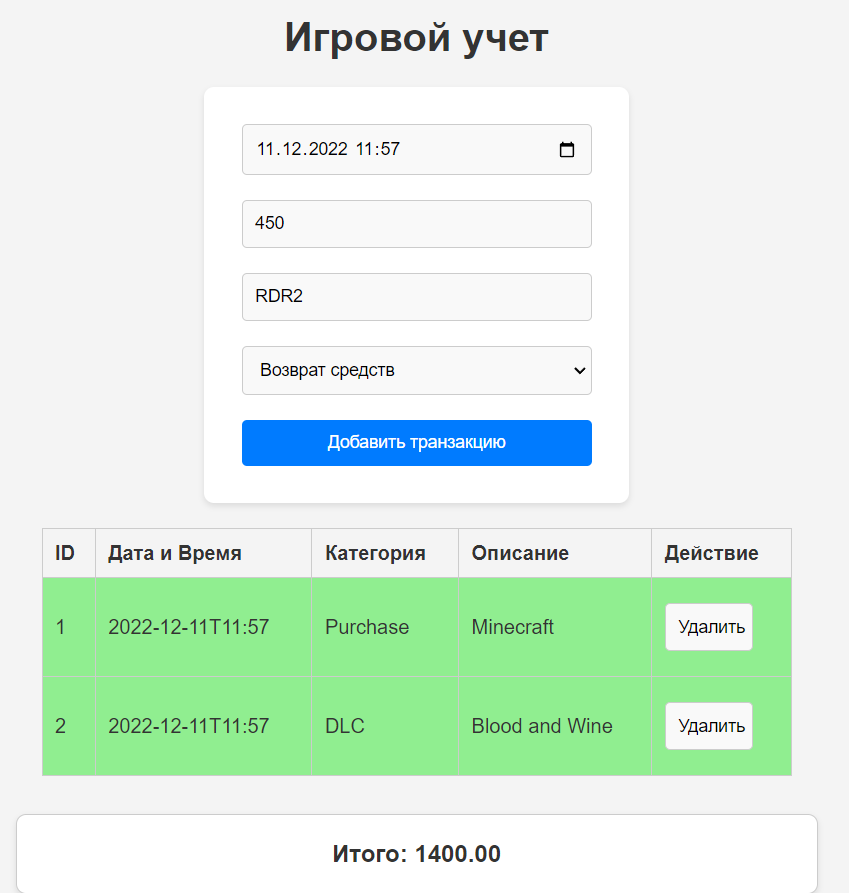 Игровой учет
11.12.2022 11:57
450
RDR2
Возврат средств
Добавить транзакцию
ID Дата и Время Категория Описание Действие
1 2022-12-11T11:57 Purchase Minecraft Удалить
2 2022-12-11T11:57 DLC Blood and Wine Удалить
Итого: 1400.00